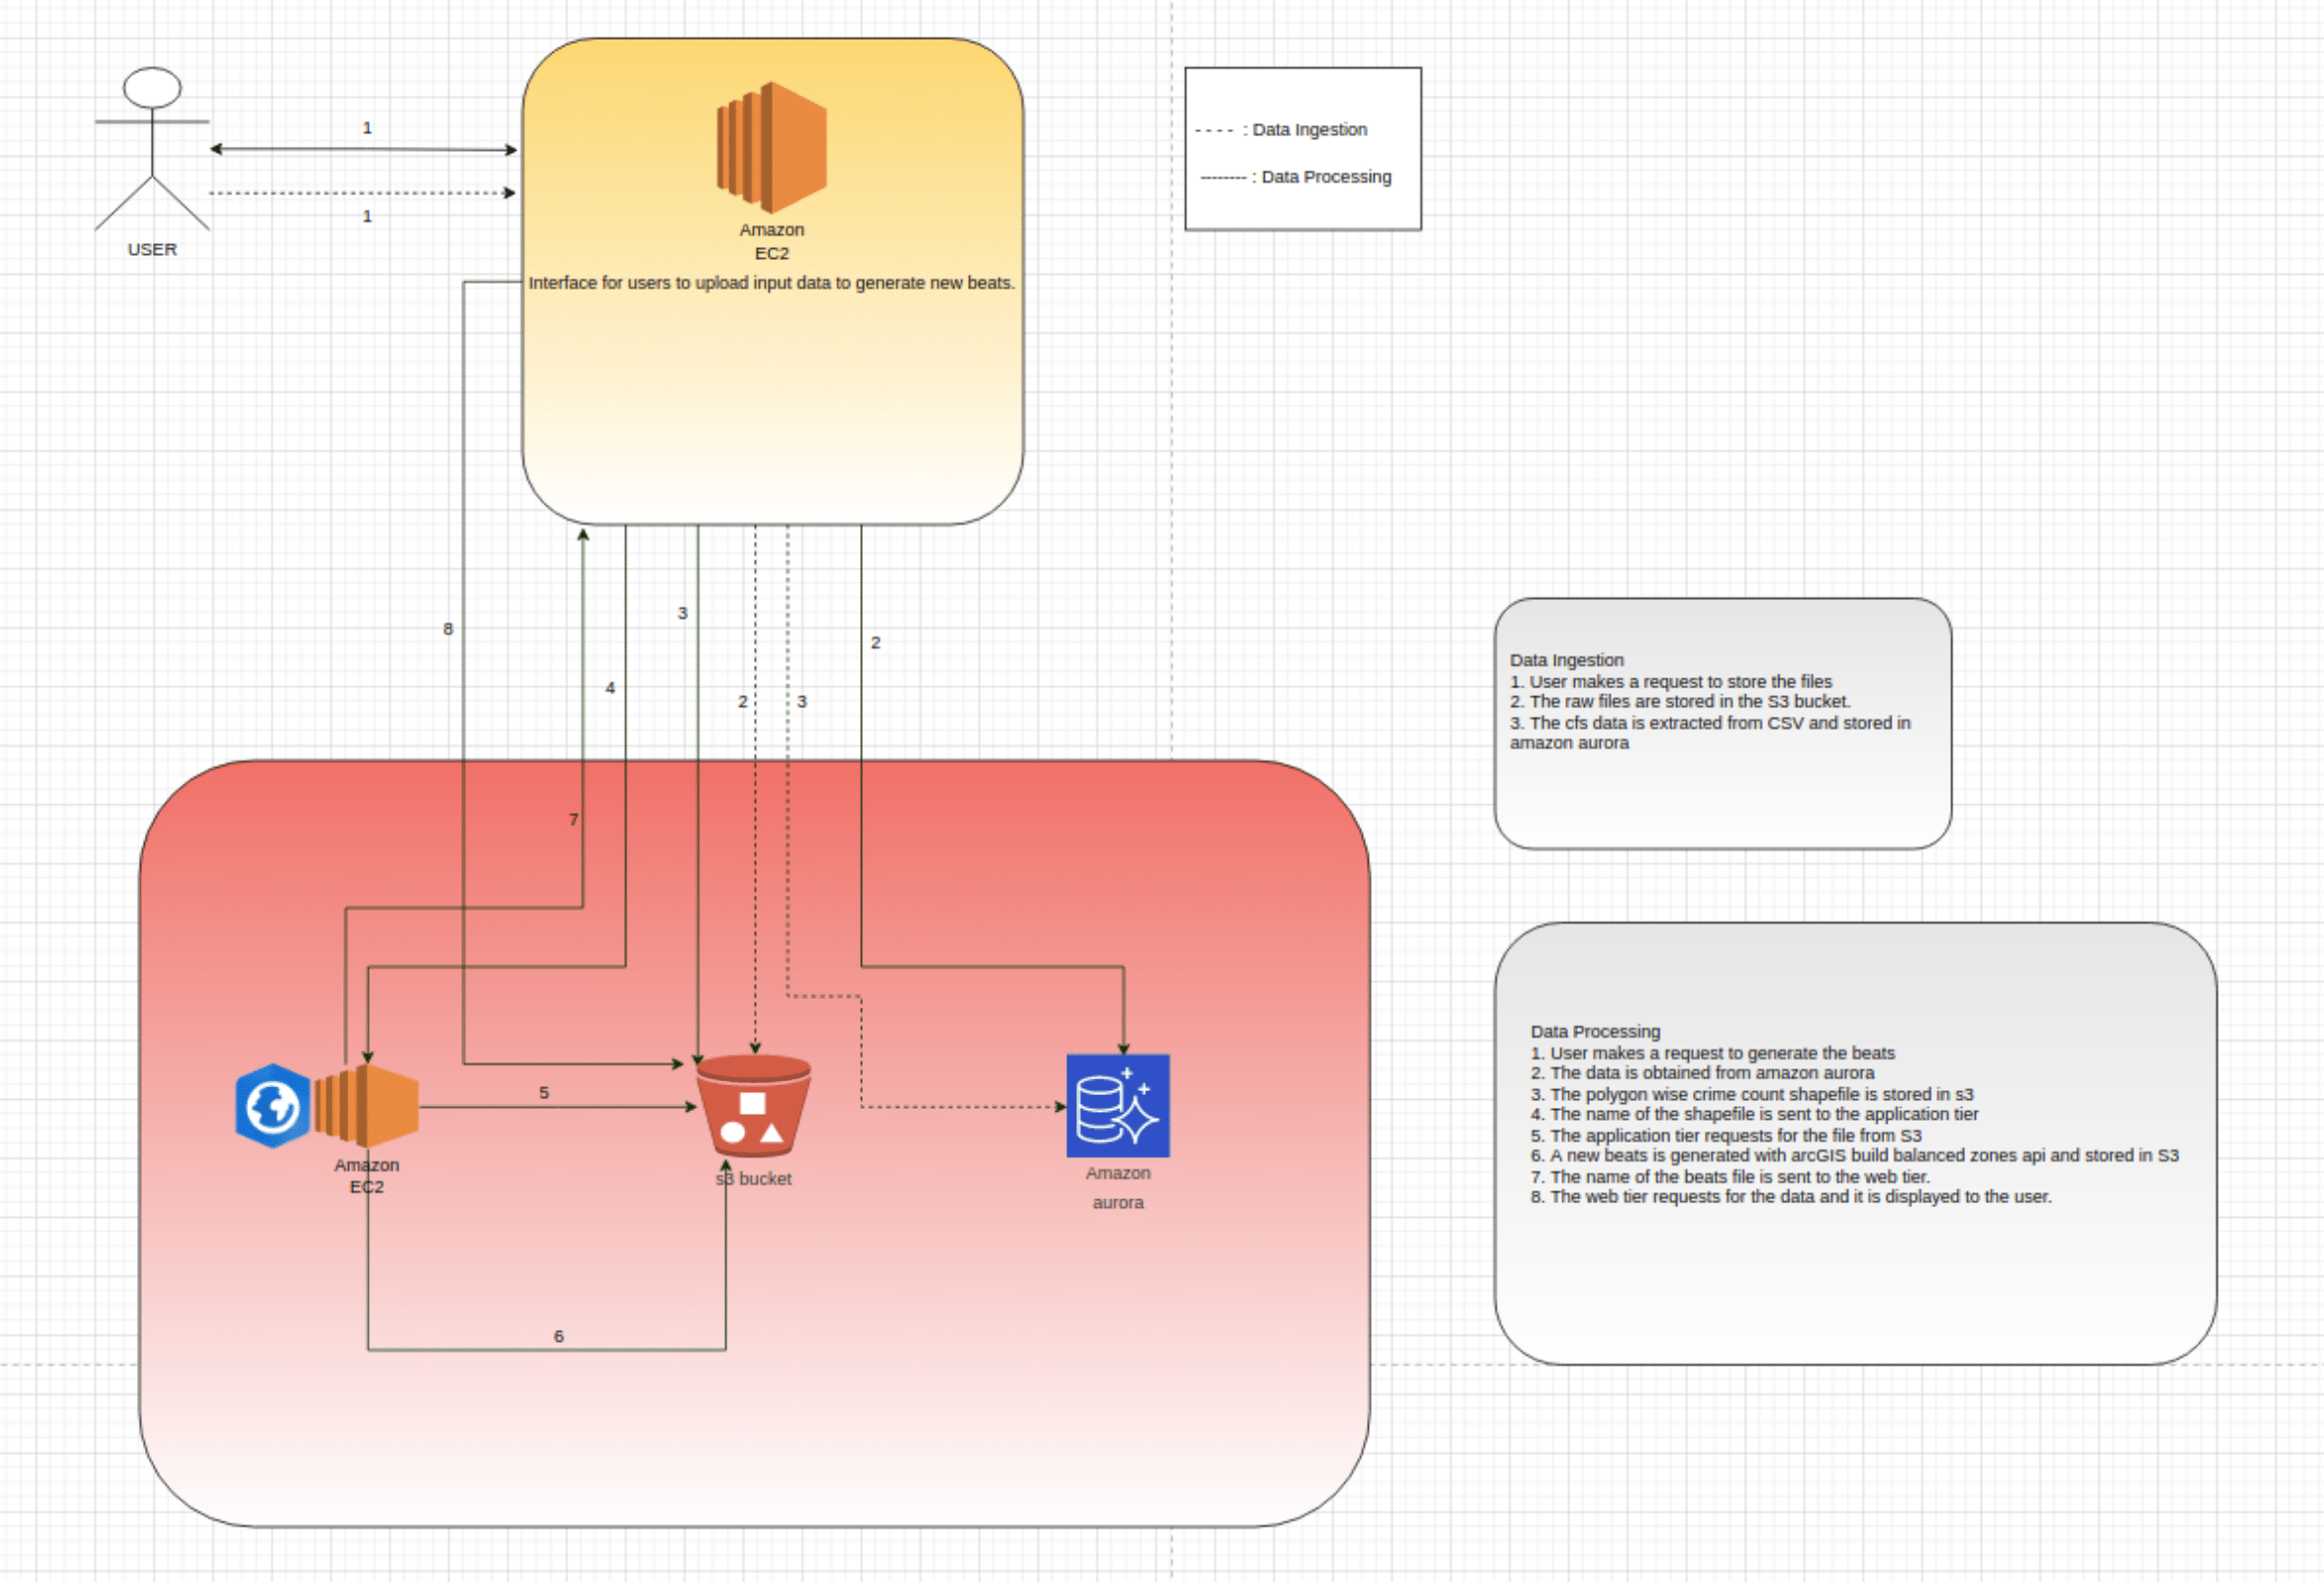 1
1
USER
Amazon
EC2
Interface for users to upload input data to generate new beats.
- - - - : Data Ingestion
-------- : Data Processing
8
3
2
4
2
3
7
Data Ingestion
1. User makes a request to store the files
2. The raw files are stored in the S3 bucket.
3. The cfs data is extracted from CSV and stored in
amazon aurora
5
Amazon
EC2
s3 bucket
Amazon
aurora
6
Data Processing
1. User makes a request to generate the beats
2. The data is obtained from amazon aurora
3. The polygon wise crime count shapefile is stored in s3
4. The name of the shapefile is sent to the application tier
5. The application tier requests for the file from S3
6. A new beats is generated with arcGIS build balanced zones api and stored in S3
7. The name of the beats file is sent to the web tier.
8. The web tier requests for the data and it is displayed to the user.